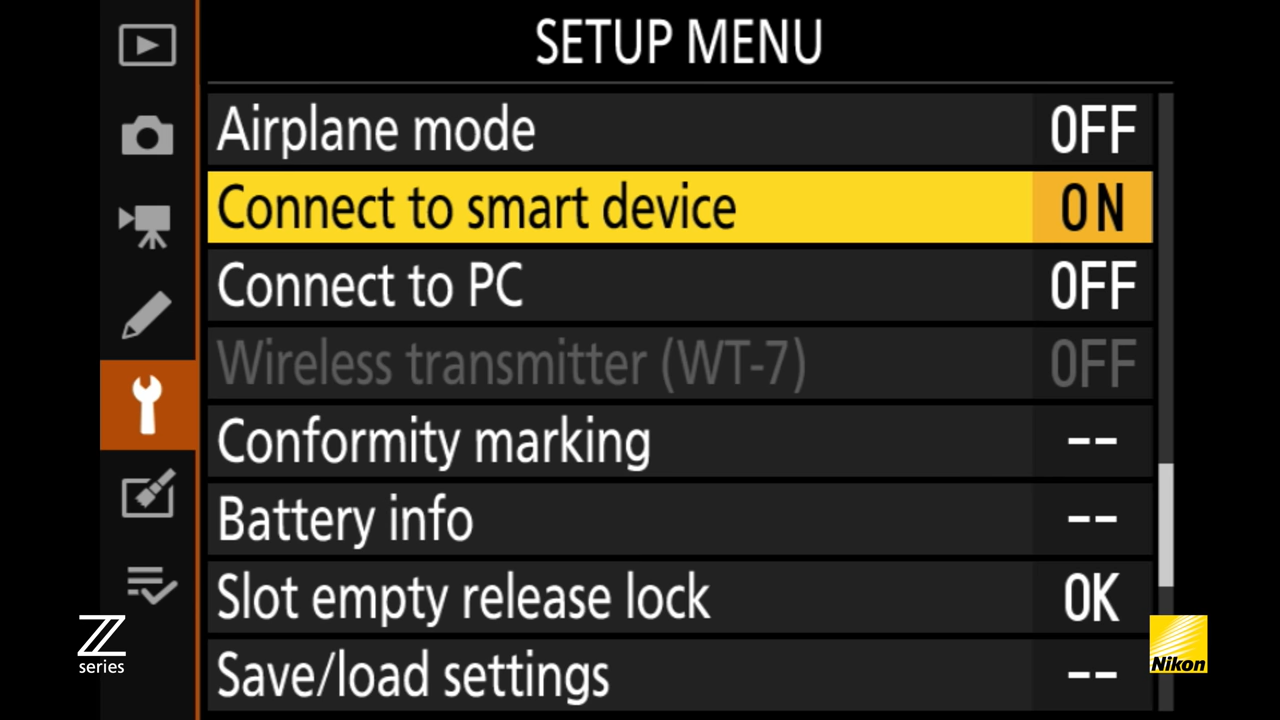 SETUP MENU
Airplane mode OFF
Connect to smart device ON
Connect to PC OFF
Wireless transmitter (WT-7) OFF
Conformity marking --
Battery info --
Slot empty release lock OK
Save/load settings --
Z series
Nikon